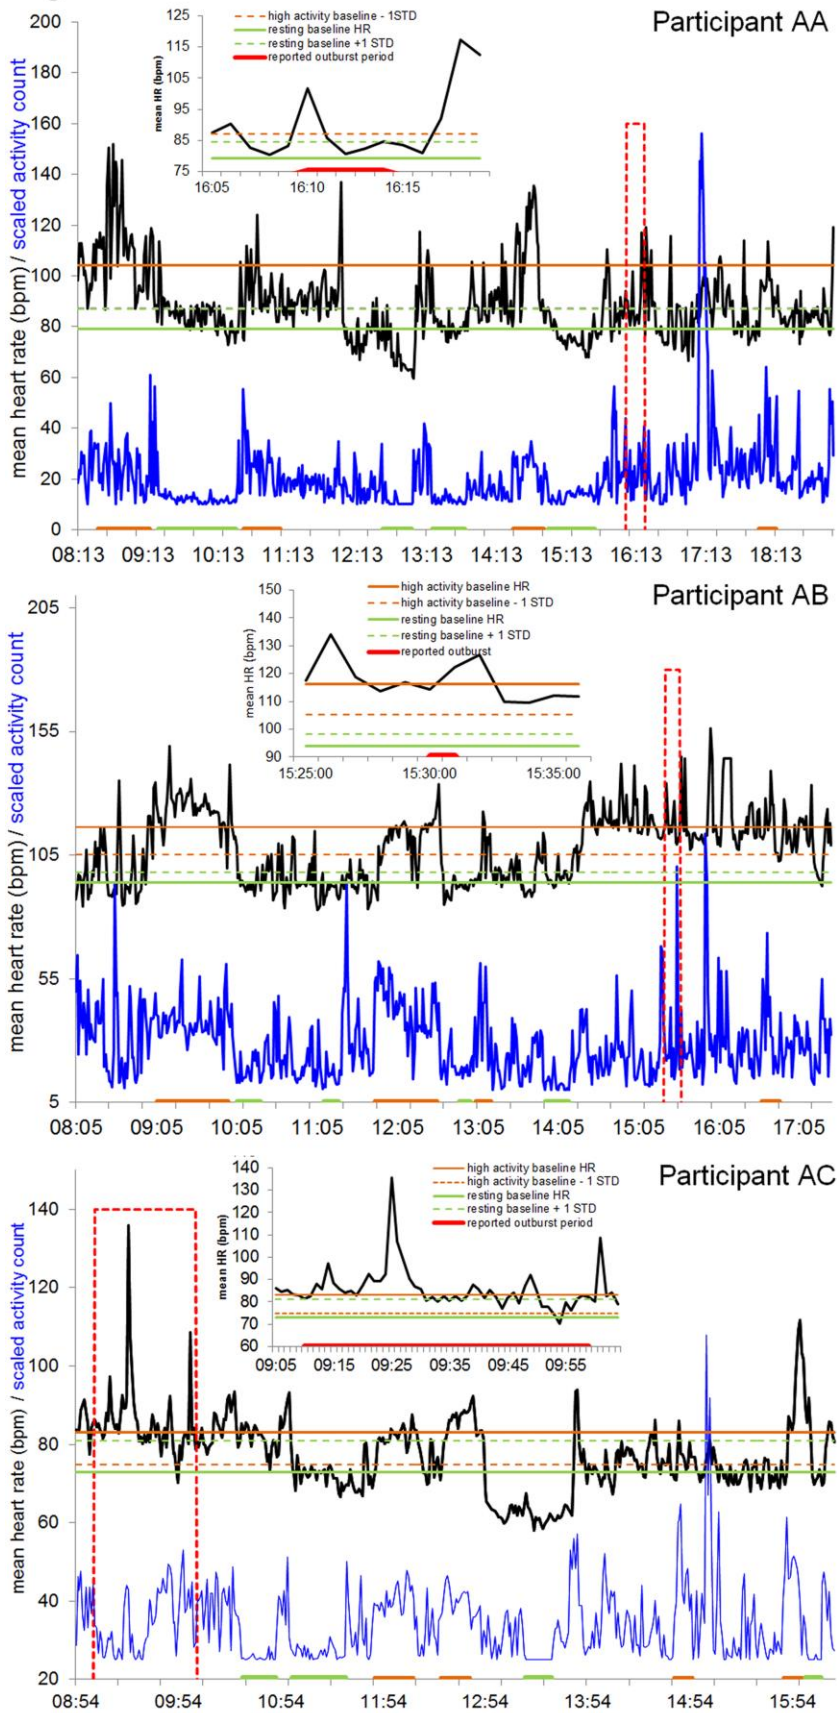 Participant AA
high activity baseline - 1STD
resting baseline HR
resting baseline +1 STD
reported outburst period
mean HR (bpm)
125
115
105
95
85
75
16:05 16:10 16:15
mean heart rate (bpm) / scaled activity count
200
180
160
140
120
100
80
60
40
20
0
08:13 09:13 10:13 11:13 12:13 13:13 14:13 15:13 16:13 17:13 18:13
Participant AB
high activity baseline HR
high activity baseline - 1 STD
resting baseline HR
resting baseline + 1 STD
reported outburst
mean HR (bpm)
150
140
130
120
110
100
90
15:25:00 15:30:00 15:35:00
mean heart rate (bpm) / scaled activity count
205
155
105
55
5
08:05 09:05 10:05 11:05 12:05 13:05 14:05 15:05 16:05 17:05
Participant AC
high activity baseline HR
high activity baseline - 1 STD
resting baseline HR
resting baseline + 1 STD
reported outburst period
mean HR (bpm)
140
130
120
110
100
90
80
70
60
09:05 09:15 09:25 09:35 09:45 09:55
mean heart rate (bpm) / scaled activity count
140
120
100
80
60
40
20
08:54 09:54 10:54 11:54 12:54 13:54 14:54 15:54